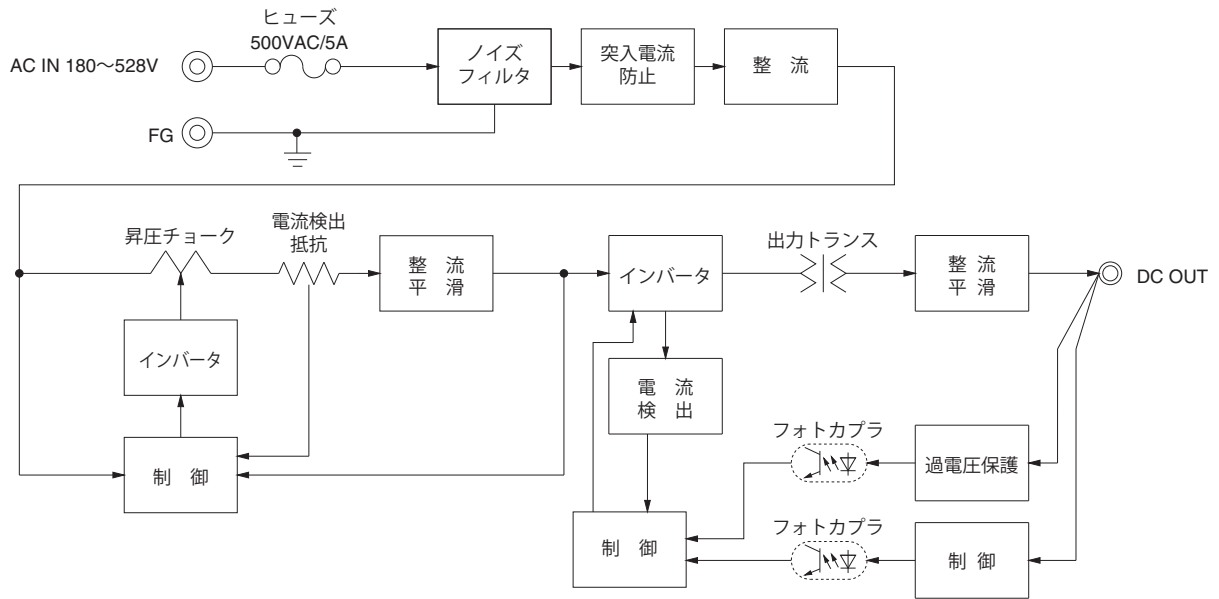 ヒューズ
500VAC/5A
AC IN 180～528V
ノイズ
フィルタ
突入電流
防止
整 流
FG
昇圧チョーク
電流検出
抵抗
整 流
平 滑
インバータ
出力トランス
整 流
平 滑
DC OUT
インバータ
電 流
検 出
制 御
フォトカプラ
過電圧保護
制 御
フォトカプラ
制 御